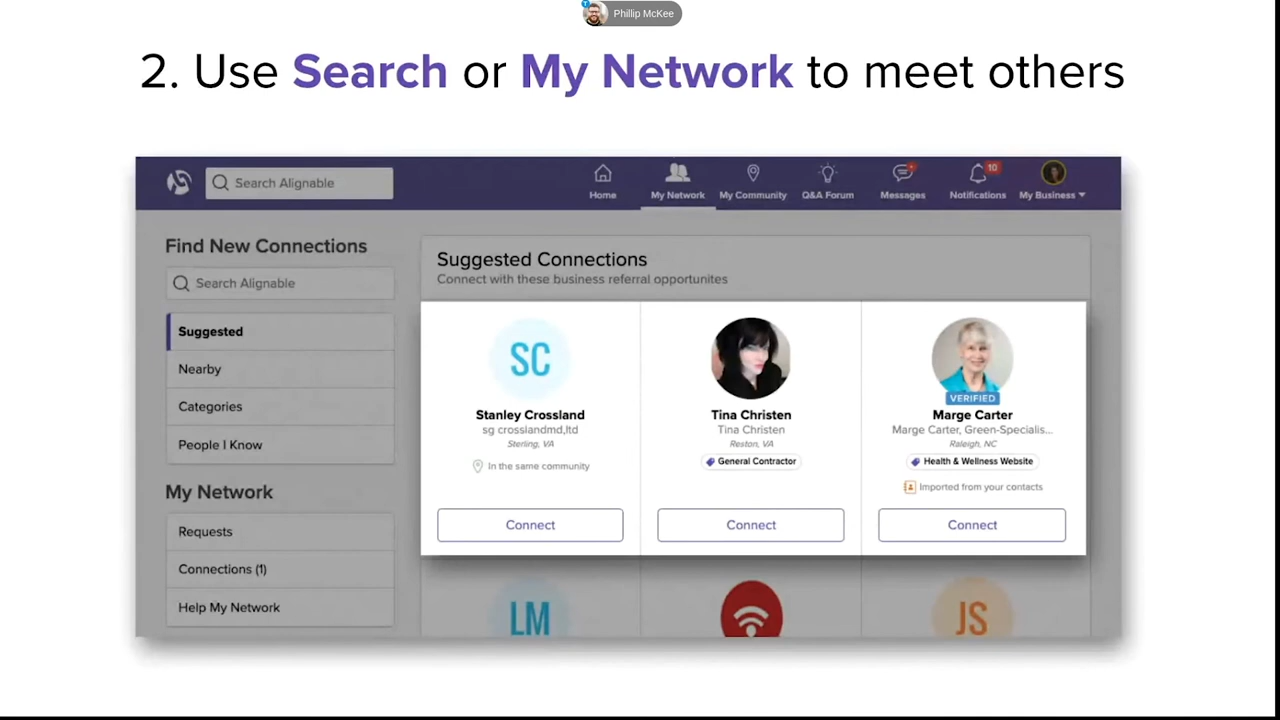 Phillip McKee
2. Use Search or My Network to meet others
Search Alignable
Home
My Network
My Community
Q&A Forum
Messages
10
Notifications
My Business
Find New Connections
Search Alignable
Suggested
Nearby
Categories
People I Know
My Network
Requests
Connections (1)
Help My Network
Suggested Connections
Connect with these business referral opportunites
SC
Stanley Crossland
sg crosslandmd,ltd
Sterling, VA
In the same community
Connect
Tina Christen
Tina Christen
Reston, VA
General Contractor
Connect
VERIFIED
Marge Carter
Marge Carter, Green-Specialis...
Raleigh, NC
Health & Wellness Website
Imported from your contacts
Connect
LM
JS